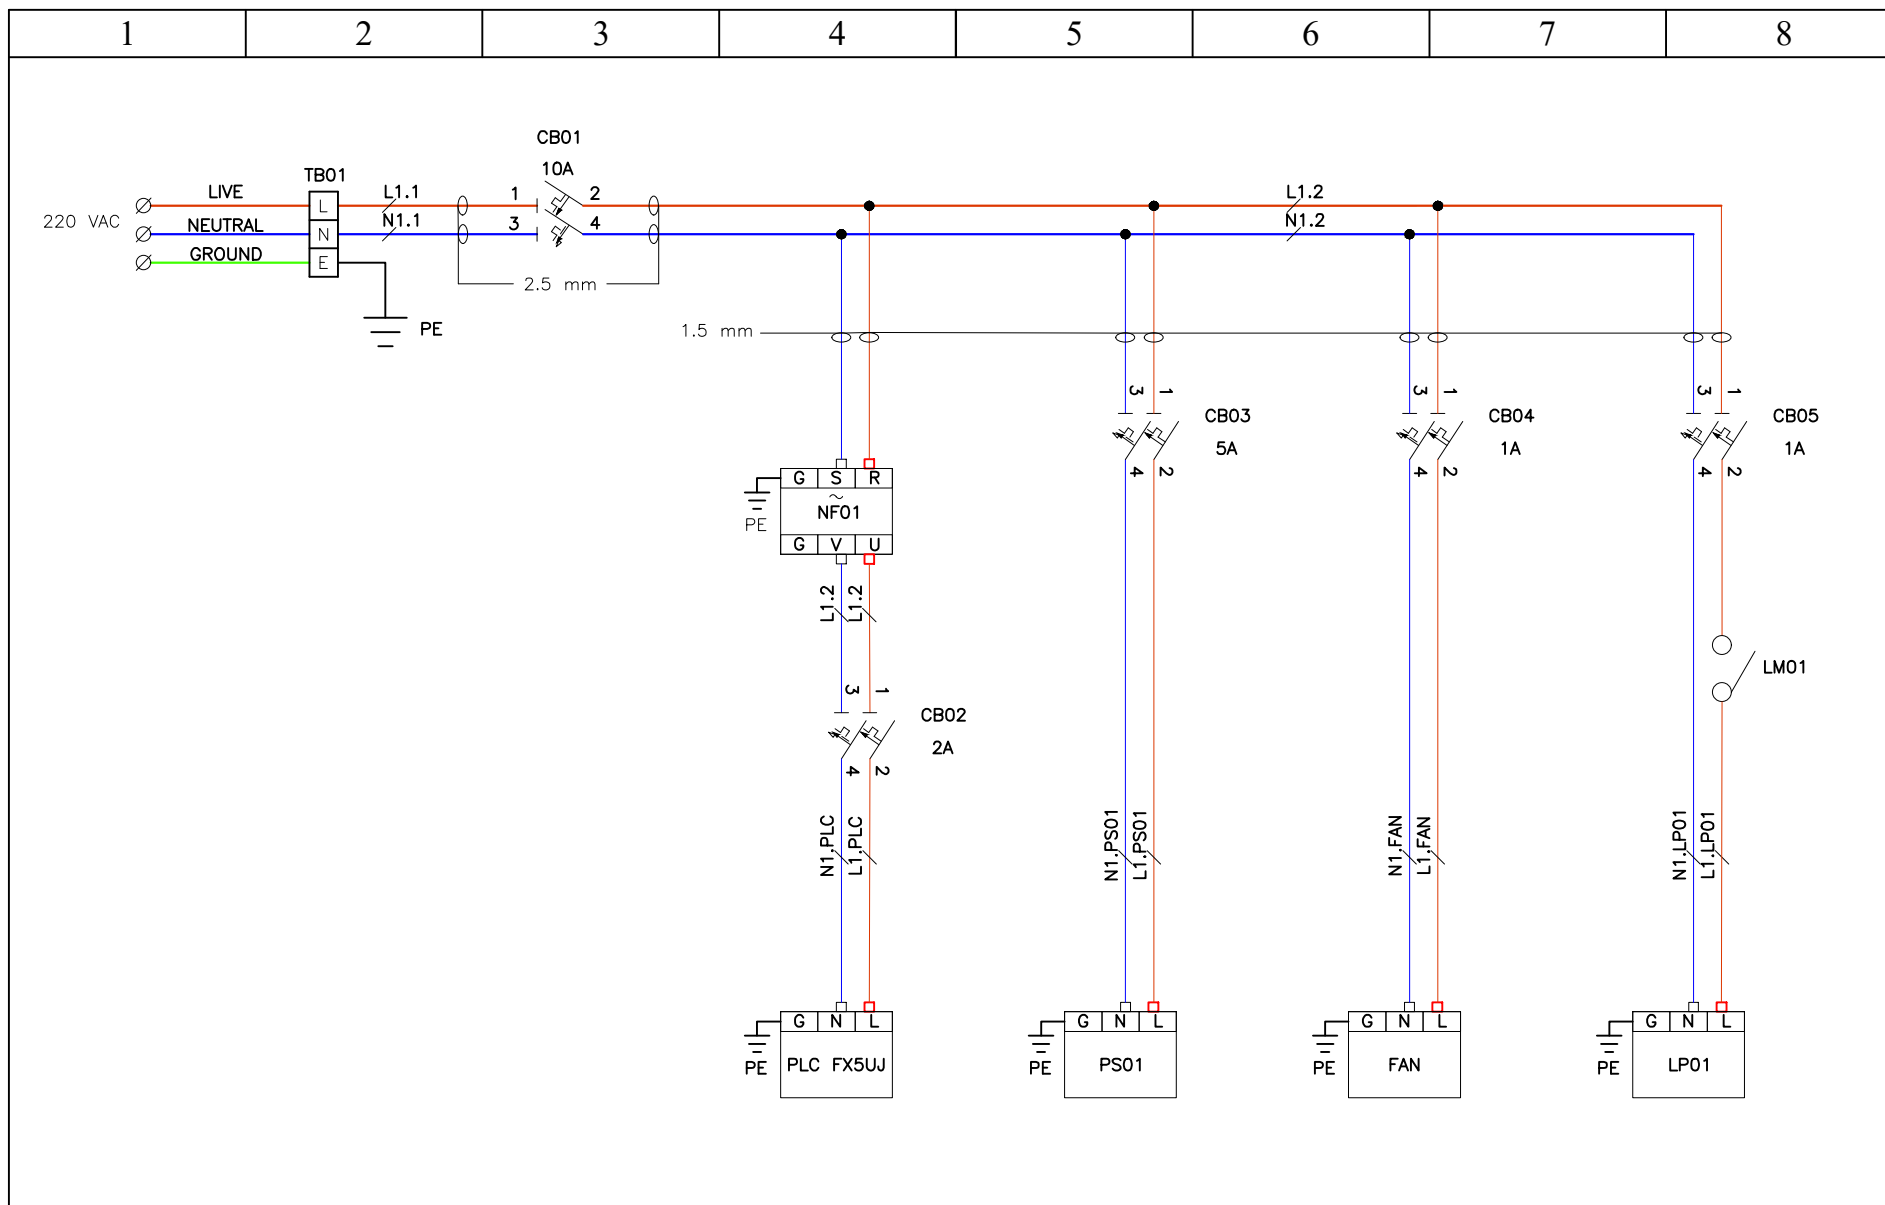 1 2 3 4 5 6 7 8
CB01
10A
TB01
LIVE L L1.1 1 2 L1.2
220 VAC
NEUTRAL N N1.1 3 4 N1.2
GROUND E
2.5 mm
PE
1.5 mm
3 1 3 1 3 1
CB03 CB04 CB05
5A 1A 1A
4 2 4 2 4 2
G S R
~
NF01
PE
G V U
L1.2 L1.2
LM01
3 1
CB02
2A
4 2
N1.PLC L1.PLC N1.PS01 L1.PS01 N1.FAN L1.FAN N1.LP01 L1.LP01
G N L G N L G N L G N L
PE PLC FX5UJ PE PS01 PE FAN PE LP01